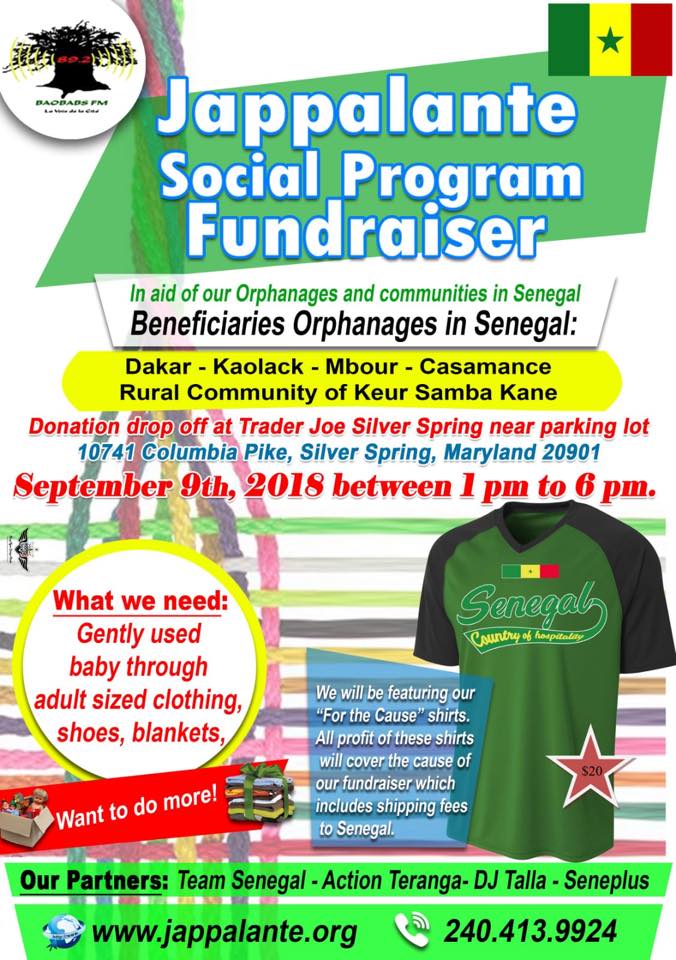 89.2
BAOBABS FM
La Voix de la Cité
Jappalante
Social Program
Fundraiser
In aid of our Orphanages and communities in Senegal
Beneficiaries Orphanages in Senegal:
Dakar - Kaolack - Mbour - Casamance
Rural Community of Keur Samba Kane
Donation drop off at Trader Joe Silver Spring near parking lot
10741 Columbia Pike, Silver Spring, Maryland 20901
September 9th, 2018 between 1 pm to 6 pm.
What we need:
Gently used
baby through
adult sized clothing,
shoes, blankets,
Want to do more!
Senegal
Country of hospitality
We will be featuring our
“For the Cause” shirts.
All profit of these shirts
will cover the cause of
our fundraiser which
includes shipping fees
to Senegal.
$20
Our Partners: Team Senegal - Action Teranga- DJ Talla - Seneplus
www.jappalante.org
240.413.9924